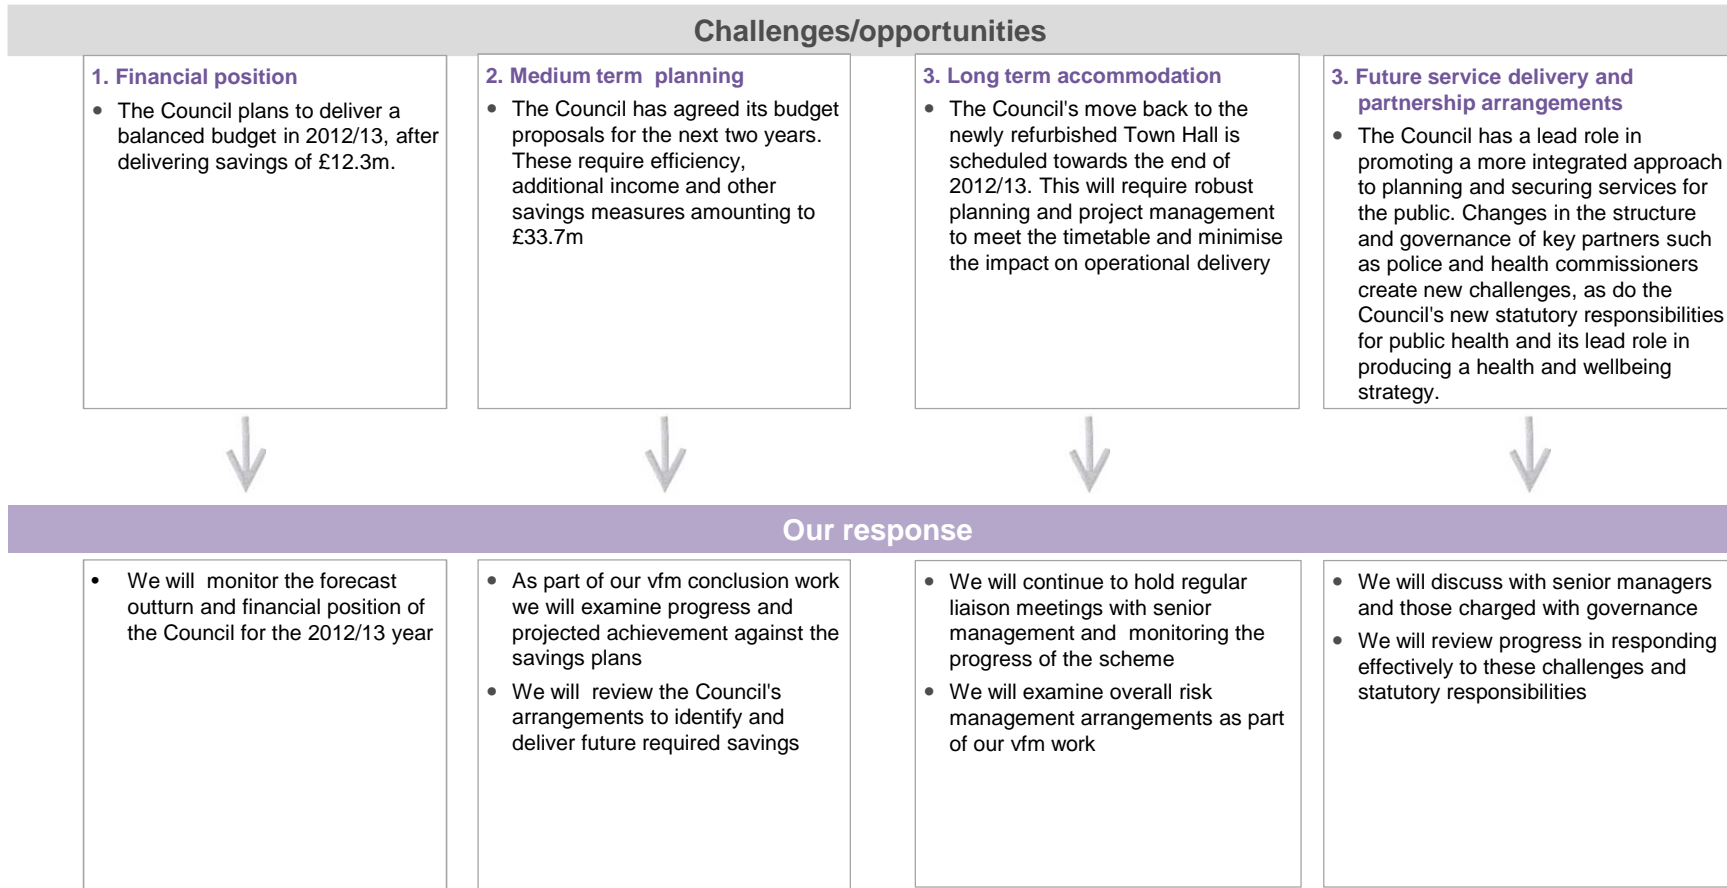 Challenges/opportunities
1. Financial position
• The Council plans to deliver a
balanced budget in 2012/13, after
delivering savings of £12.3m.
2. Medium term planning
• The Council has agreed its budget
proposals for the next two years.
These require efficiency,
additional income and other
savings measures amounting to
£33.7m
3. Long term accommodation
• The Council's move back to the
newly refurbished Town Hall is
scheduled towards the end of
2012/13. This will require robust
planning and project management
to meet the timetable and minimise
the impact on operational delivery
3. Future service delivery and
partnership arrangements
• The Council has a lead role in
promoting a more integrated approach
to planning and securing services for
the public. Changes in the structure
and governance of key partners such
as police and health commissioners
create new challenges, as do the
Council's new statutory responsibilities
for public health and its lead role in
producing a health and wellbeing
strategy.
Our response
• We will monitor the forecast
outturn and financial position of
the Council for the 2012/13 year
• As part of our vfm conclusion work
we will examine progress and
projected achievement against the
savings plans
• We will review the Council's
arrangements to identify and
deliver future required savings
• We will continue to hold regular
liaison meetings with senior
management and monitoring the
progress of the scheme
• We will examine overall risk
management arrangements as part
of our vfm work
• We will discuss with senior managers
and those charged with governance
• We will review progress in responding
effectively to these challenges and
statutory responsibilities